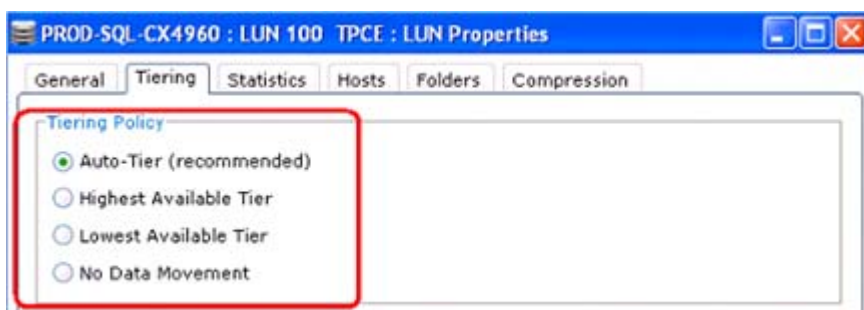 PROD-SQL-CX4960 : LUN 100 TPCE : LUN Properties
General Tiering Statistics Hosts Folders Compression
Tiering Policy
Auto-Tier (recommended)
Highest Available Tier
Lowest Available Tier
No Data Movement